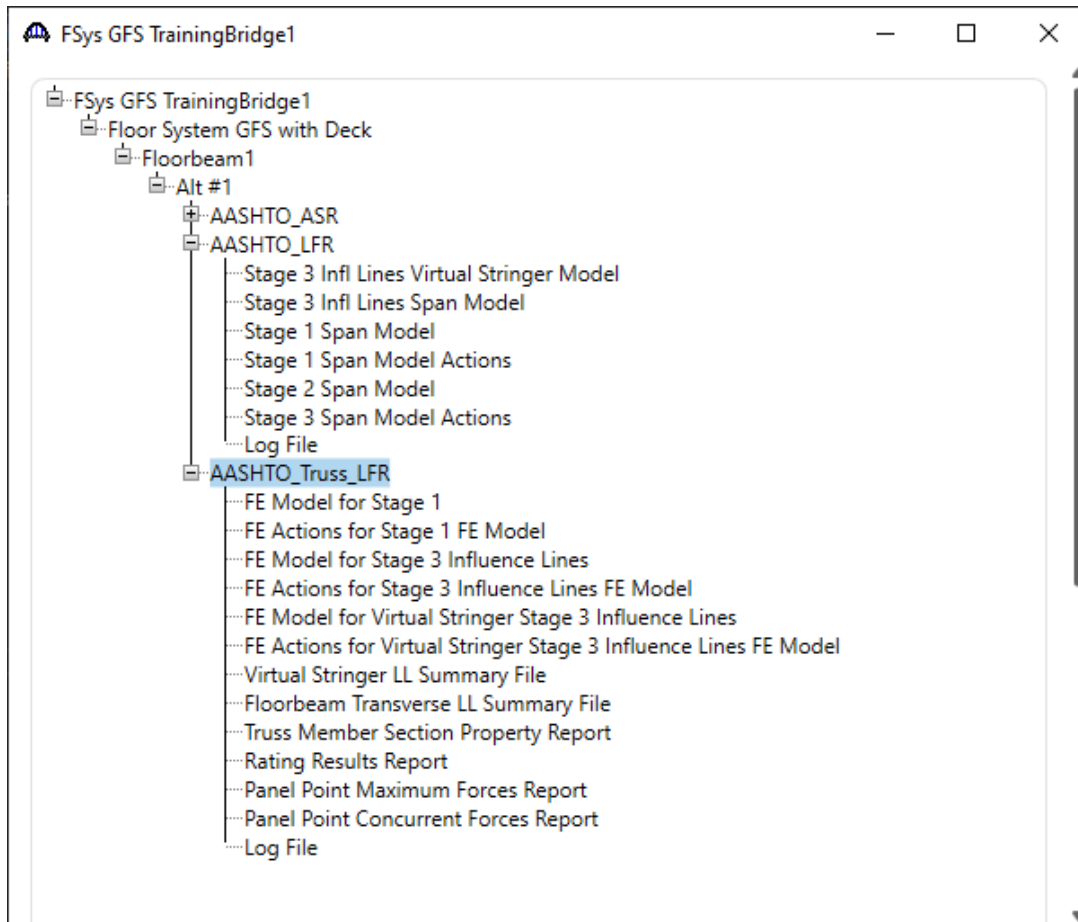 FSys GFS TrainingBridge1
FSys GFS TrainingBridge1
Floor System GFS with Deck
Floorbeam1
Alt #1
AASHTO_ASR
AASHTO_LFR
Stage 3 Infl Lines Virtual Stringer Model
Stage 3 Infl Lines Span Model
Stage 1 Span Model
Stage 1 Span Model Actions
Stage 2 Span Model
Stage 3 Span Model Actions
Log File
AASHTO_Truss_LFR
FE Model for Stage 1
FE Actions for Stage 1 FE Model
FE Model for Stage 3 Influence Lines
FE Actions for Stage 3 Influence Lines FE Model
FE Model for Virtual Stringer Stage 3 Influence Lines
FE Actions for Virtual Stringer Stage 3 Influence Lines FE Model
Virtual Stringer LL Summary File
Floorbeam Transverse LL Summary File
Truss Member Section Property Report
Rating Results Report
Panel Point Maximum Forces Report
Panel Point Concurrent Forces Report
Log File